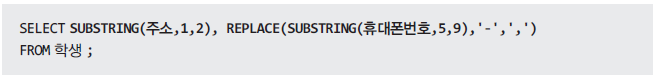 SELECT SUBSTRING(주소,1,2), REPLACE(SUBSTRING(휴대폰번호,5,9),'-',',')
FROM 학생 ;